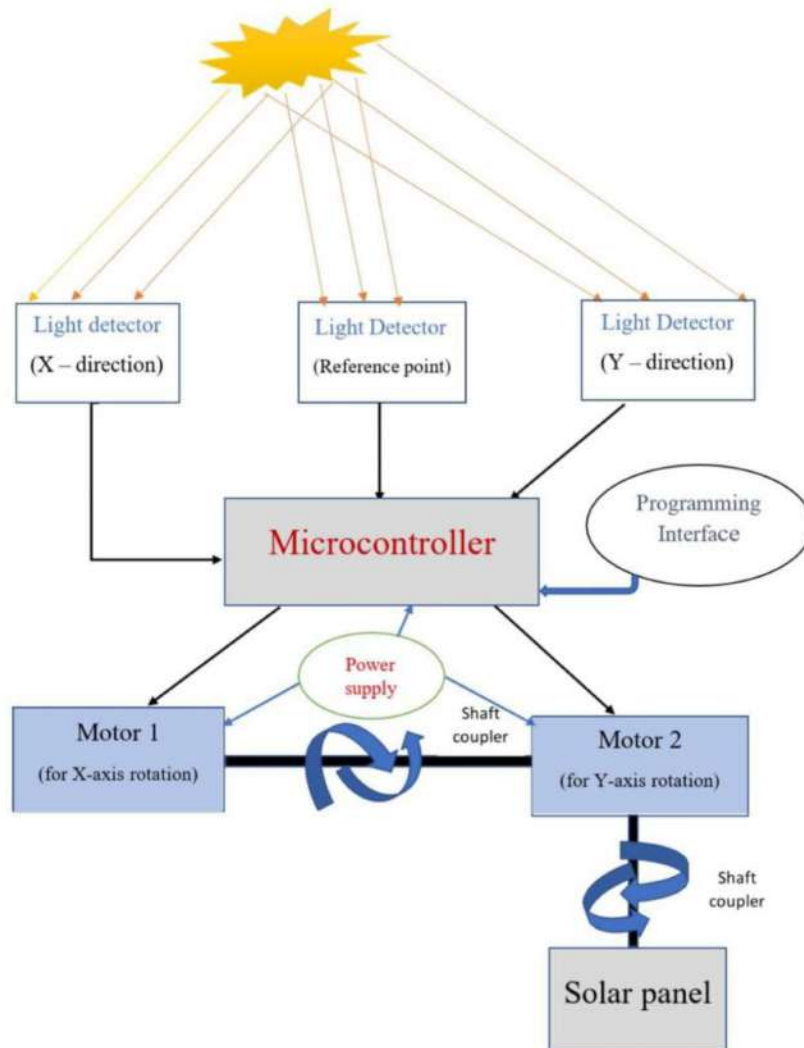 Light detector
(X – direction)
Light Detector
(Reference point)
Light Detector
(Y – direction)
Microcontroller
Programming
Interface
Power
supply
Motor 1
(for X-axis rotation)
Shaft
coupler
Motor 2
(for Y-axis rotation)
Shaft
coupler
Solar panel